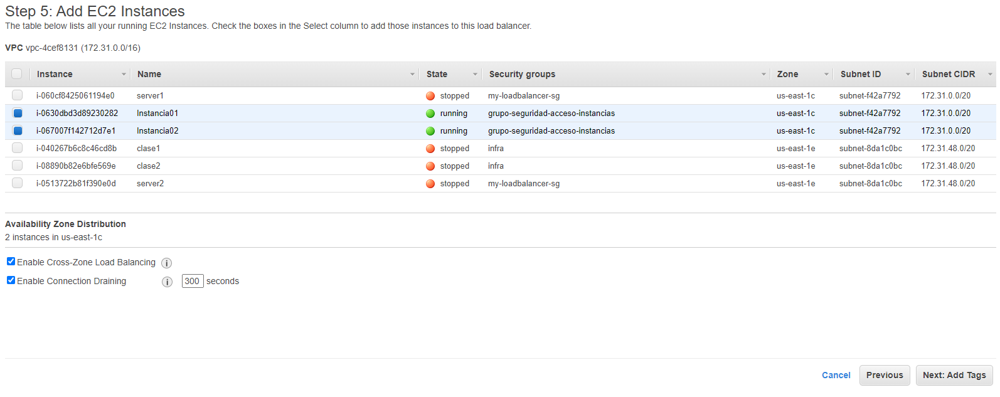 Step 5: Add EC2 Instances
The table below lists all your running EC2 Instances. Check the boxes in the Select column to add those instances to this load balancer.
VPC vpc-4cef8131 (172.31.0.0/16)
Instance Name State Security groups Zone Subnet ID Subnet CIDR
i-060cf8425061194e0 server1 stopped my-loadbalancer-sg us-east-1c subnet-f42a7792 172.31.0.0/20
i-0630dbd3d89230282 Instancia01 running grupo-seguridad-acceso-instancias us-east-1c subnet-f42a7792 172.31.0.0/20
i-067007f142712d7e1 Instancia02 running grupo-seguridad-acceso-instancias us-east-1c subnet-f42a7792 172.31.0.0/20
i-040267b6c8c46cd8b clase1 stopped infra us-east-1e subnet-8da1c0bc 172.31.48.0/20
i-08890b82e6bfe569e clase2 stopped infra us-east-1e subnet-8da1c0bc 172.31.48.0/20
i-0513722b81f390e0d server2 stopped my-loadbalancer-sg us-east-1e subnet-8da1c0bc 172.31.48.0/20
Availability Zone Distribution
2 instances in us-east-1c
Enable Cross-Zone Load Balancing i
Enable Connection Draining i 300 seconds
Cancel Previous Next: Add Tags